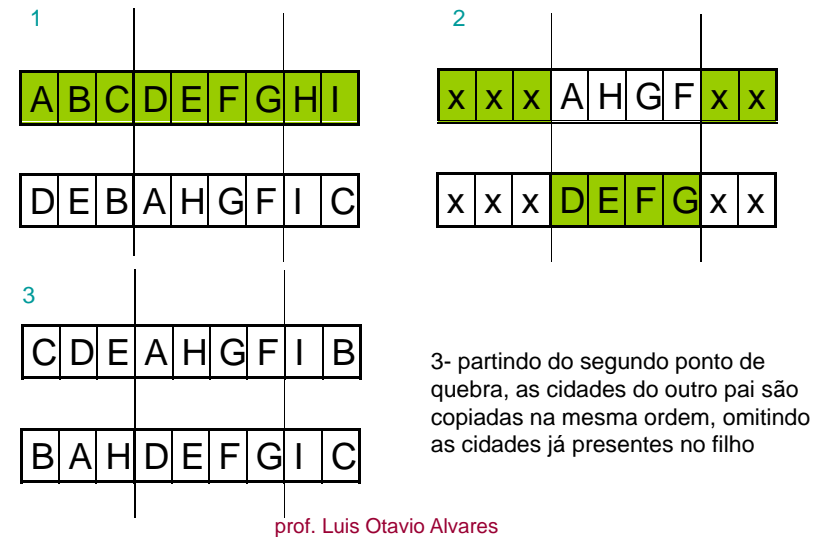 1
A B C D E F G H I
D E B A H G F I C
2
x x x A H G F x x
x x x D E F G x x
3
C D E A H G F I B
B A H D E F G I C
3- partindo do segundo ponto de
quebra, as cidades do outro pai são
copiadas na mesma ordem, omitindo
as cidades já presentes no filho
prof. Luis Otavio Alvares